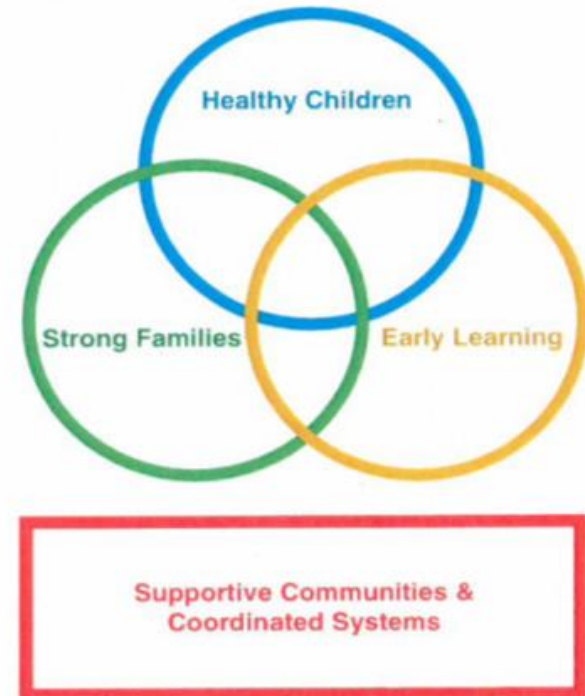 Healthy Children
Strong Families
Early Learning
Supportive Communities &
Coordinated Systems